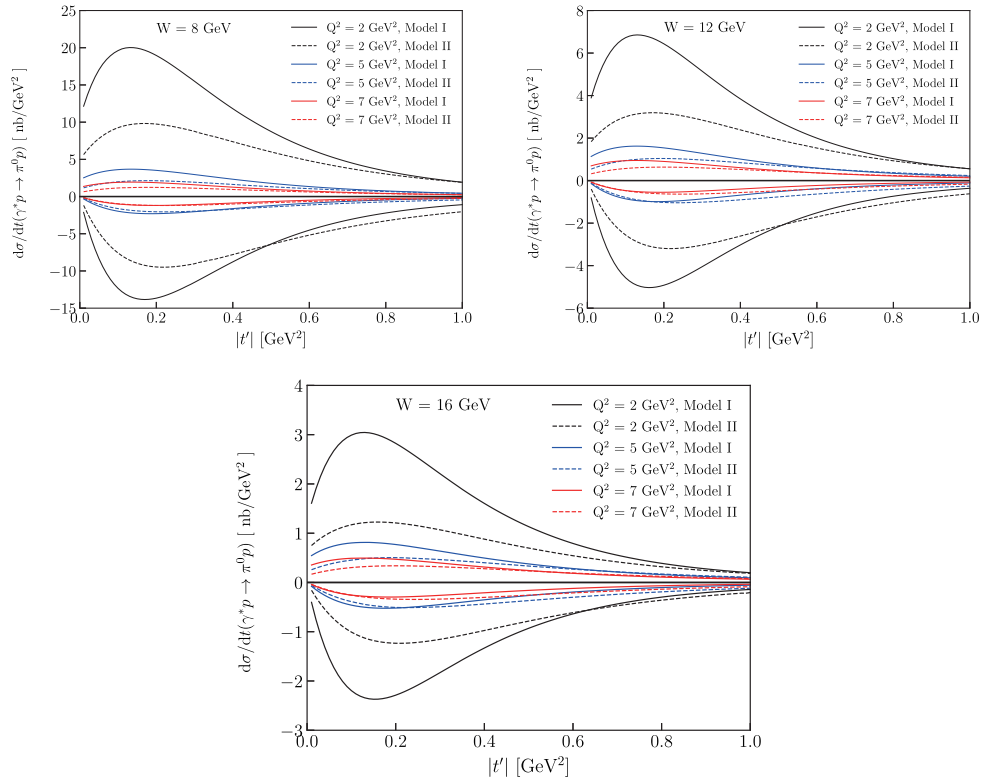 W = 8 GeV
Q² = 2 GeV², Model I
Q² = 2 GeV², Model II
Q² = 5 GeV², Model I
Q² = 5 GeV², Model II
Q² = 7 GeV², Model I
Q² = 7 GeV², Model II
dσ/dt(γ*p → π⁰p) [ nb/GeV² ]
25
20
15
10
5
0
−5
−10
−15
0.0 0.2 0.4 0.6 0.8 1.0
|t′| [GeV²]
W = 12 GeV
Q² = 2 GeV², Model I
Q² = 2 GeV², Model II
Q² = 5 GeV², Model I
Q² = 5 GeV², Model II
Q² = 7 GeV², Model I
Q² = 7 GeV², Model II
dσ/dt(γ*p → π⁰p) [ nb/GeV² ]
8
6
4
2
0
−2
−4
−6
0.0 0.2 0.4 0.6 0.8 1.0
|t′| [GeV²]
W = 16 GeV
Q² = 2 GeV², Model I
Q² = 2 GeV², Model II
Q² = 5 GeV², Model I
Q² = 5 GeV², Model II
Q² = 7 GeV², Model I
Q² = 7 GeV², Model II
dσ/dt(γ*p → π⁰p) [ nb/GeV² ]
4
3
2
1
0
−1
−2
−3
0.0 0.2 0.4 0.6 0.8 1.0
|t′| [GeV²]